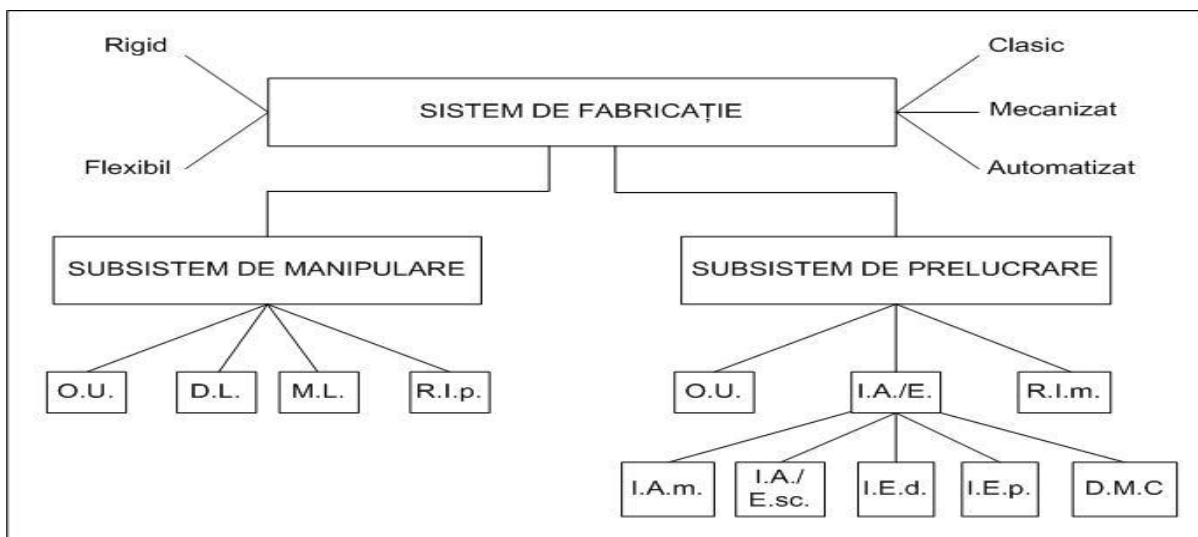 Rigid
Clasic
SISTEM DE FABRICAȚIE
Mecanizat
Flexibil
Automatizat
SUBSISTEM DE MANIPULARE
SUBSISTEM DE PRELUCRARE
O.U.
D.L.
M.L.
R.I.p.
O.U.
I.A./E.
R.I.m.
I.A.m.
I.A./
E.sc.
I.E.d.
I.E.p.
D.M.C